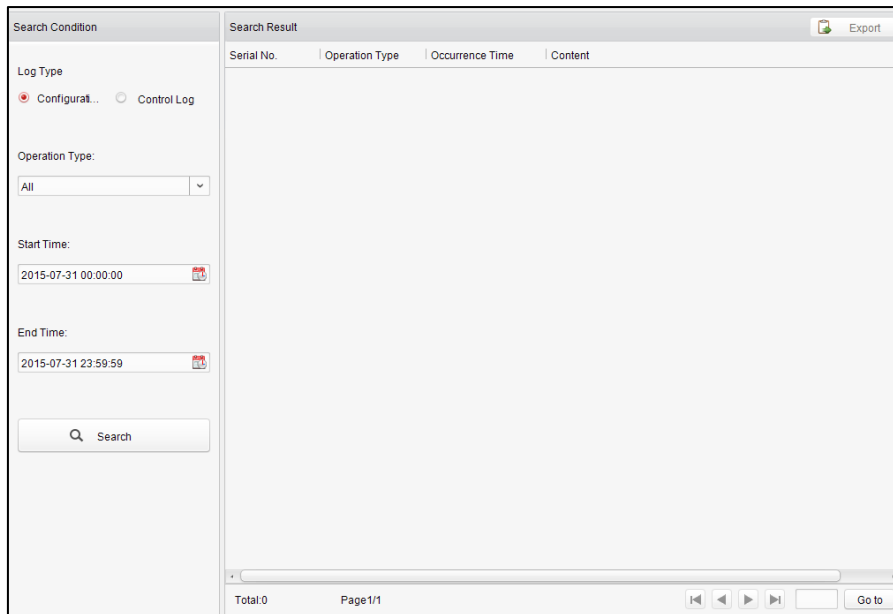 Search Condition
Log Type
Configurati... Control Log
Operation Type:
All
Start Time:
2015-07-31 00:00:00
End Time:
2015-07-31 23:59:59
Search
Search Result
Export
Serial No. Operation Type Occurrence Time Content
Total:0 Page1/1 Go to